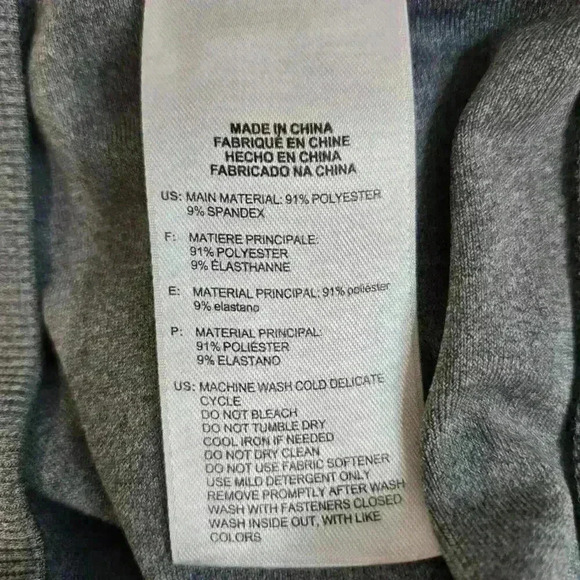 MADE IN CHINA
FABRIQUÉ EN CHINE
HECHO EN CHINA
FABRICADO NA CHINA
US: MAIN MATERIAL: 91% POLYESTER
9% SPANDEX
F: MATIERE PRINCIPALE:
91% POLYESTER
9% ÉLASTHANNE
E: MATERIAL PRINCIPAL: 91% poliéster
9% elastano
P: MATERIAL PRINCIPAL:
91% POLIÉSTER
9% ELASTANO
US: MACHINE WASH COLD DELICATE
CYCLE
DO NOT BLEACH
DO NOT TUMBLE DRY
COOL IRON IF NEEDED
DO NOT DRY CLEAN
DO NOT USE FABRIC SOFTENER
USE MILD DETERGENT ONLY
REMOVE PROMPTLY AFTER WASH
WASH WITH FASTENERS CLOSED
WASH INSIDE OUT, WITH LIKE
COLORS